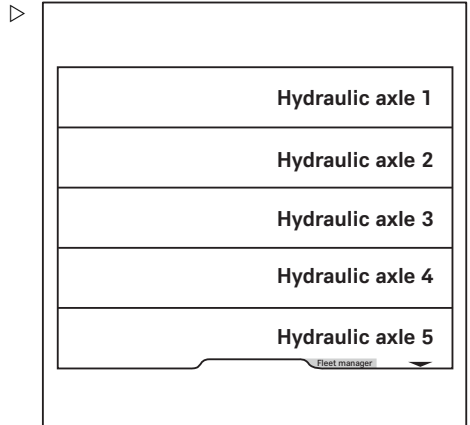 Hydraulic axle 1
Hydraulic axle 2
Hydraulic axle 3
Hydraulic axle 4
Hydraulic axle 5
Fleet manager